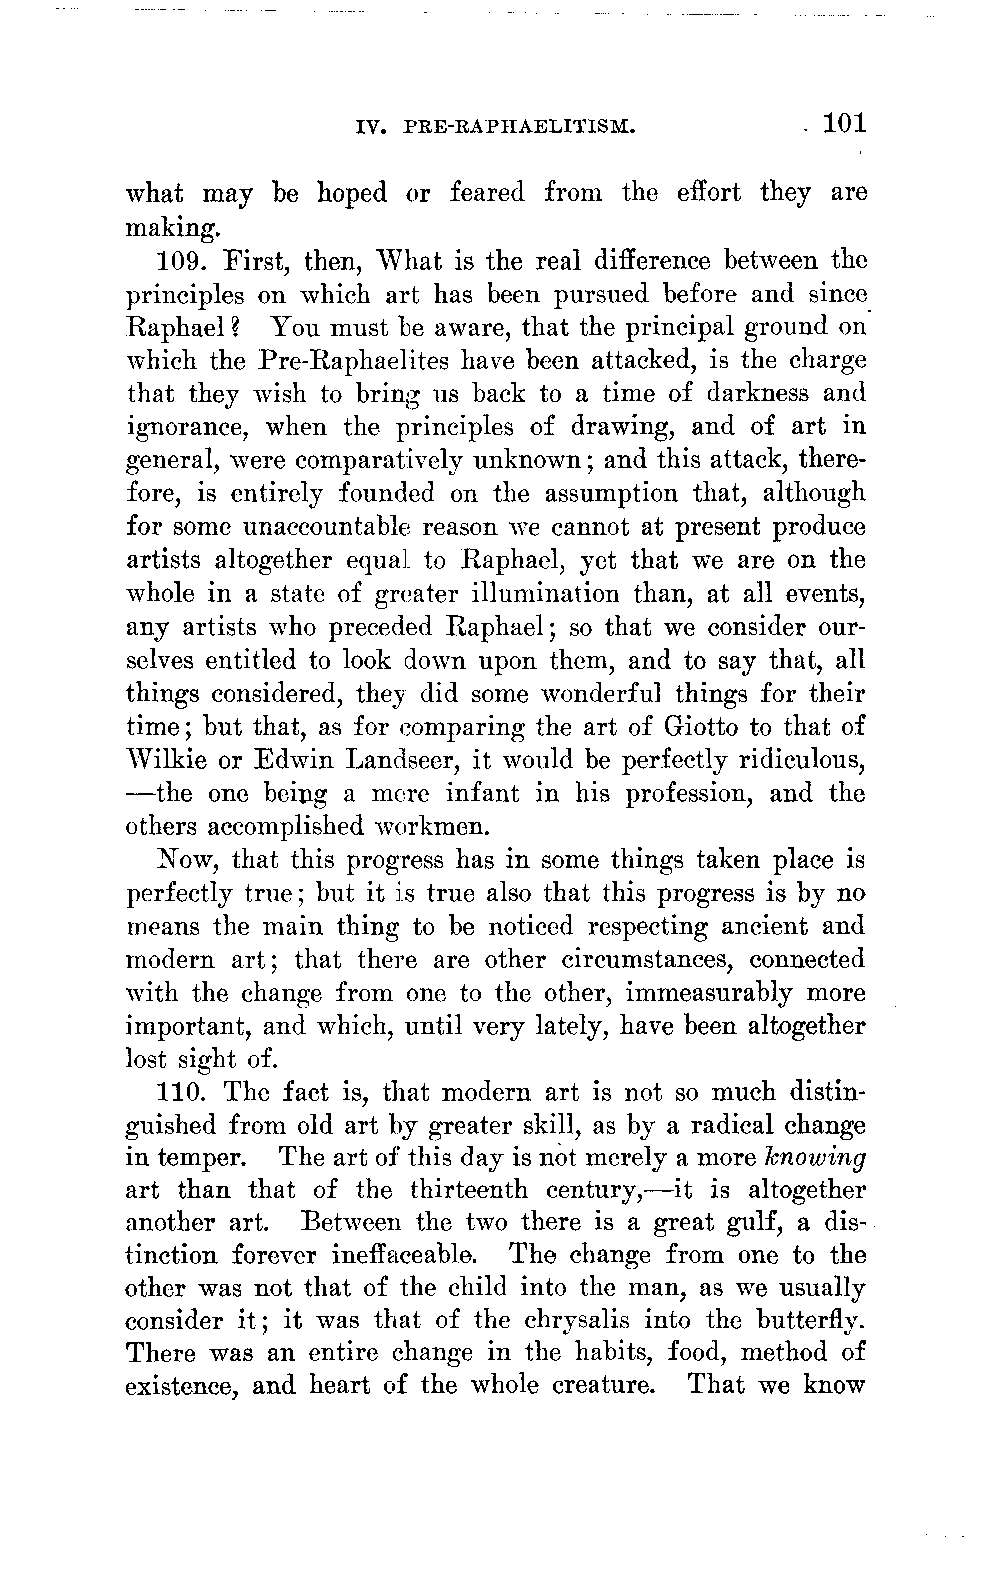 IV. PRE-RAPHAELITISM. 101
what may be hoped or feared from the effort they are
making.
109. First, then, What is the real difference between the
principles on which art has been pursued before and since
Raphael? You must be aware, that the principal ground on
which the Pre-Raphaelites have been attacked, is the charge
that they wish to bring us back to a time of darkness and
ignorance, when the principles of drawing, and of art in
general, were comparatively unknown; and this attack, there-
fore, is entirely founded on the assumption that, although
for some unaccountable reason we cannot at present produce
artists altogether equal to Raphael, yet that we are on the
whole in a state of greater illumination than, at all events,
any artists who preceded Raphael; so that we consider our-
selves entitled to look down upon them, and to say that, all
things considered, they did some wonderful things for their
time; but that, as for comparing the art of Giotto to that of
Wilkie or Edwin Landseer, it would be perfectly ridiculous,
—the one being a mere infant in his profession, and the
others accomplished workmen.
Now, that this progress has in some things taken place is
perfectly true; but it is true also that this progress is by no
means the main thing to be noticed respecting ancient and
modern art; that there are other circumstances, connected
with the change from one to the other, immeasurably more
important, and which, until very lately, have been altogether
lost sight of.
110. The fact is, that modern art is not so much distin-
guished from old art by greater skill, as by a radical change
in temper. The art of this day is not merely a more knowing
art than that of the thirteenth century,—it is altogether
another art. Between the two there is a great gulf, a dis-
tinction forever ineffaceable. The change from one to the
other was not that of the child into the man, as we usually
consider it; it was that of the chrysalis into the butterfly.
There was an entire change in the habits, food, method of
existence, and heart of the whole creature. That we know